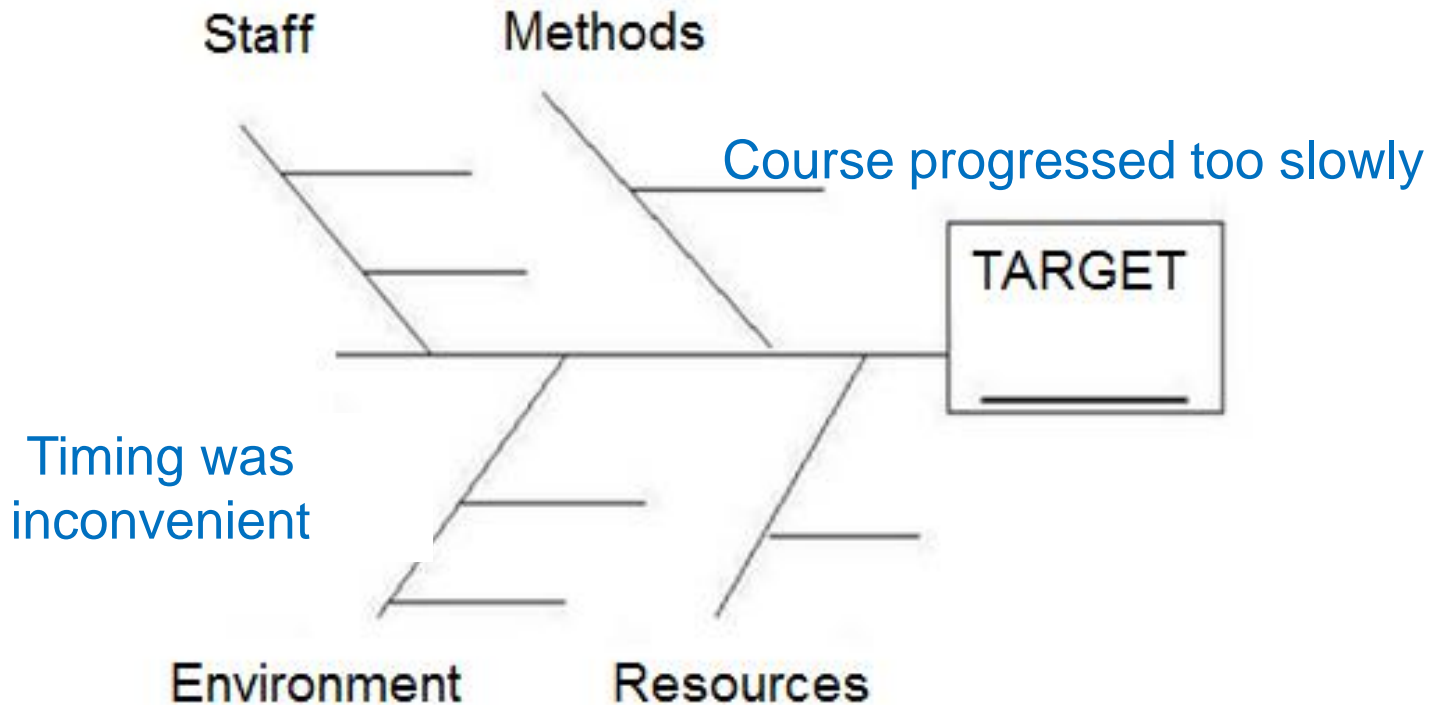 Staff
Methods
Course progressed too slowly
TARGET
Timing was
inconvenient
Environment
Resources